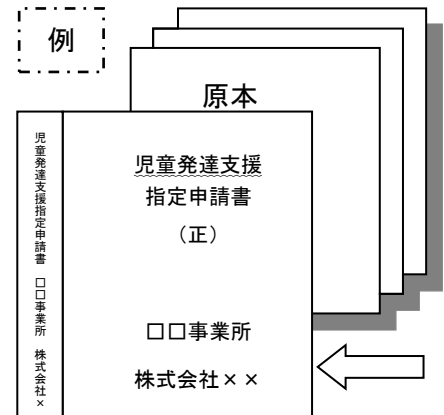 例
原本
児童発達支援
指定申請書
（正）
□□事業所
株式会社××
児童発達支援指定申請書　□□事業所　株式会社×